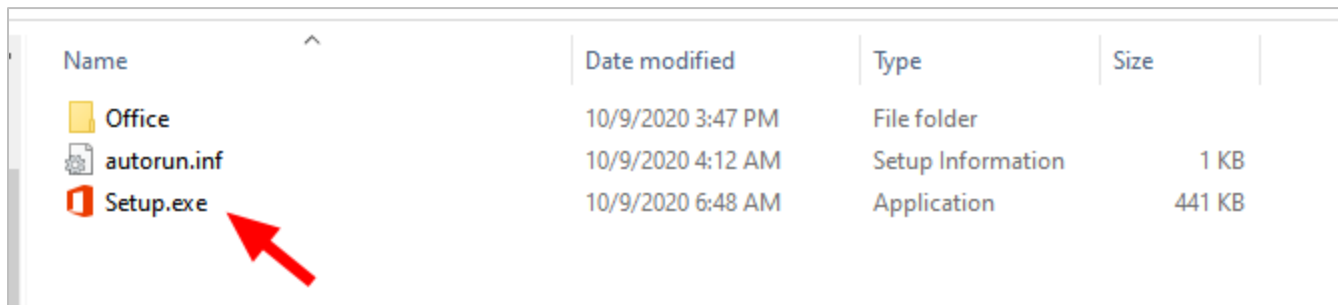 Name Date modified Type Size
Office 10/9/2020 3:47 PM File folder
autorun.inf 10/9/2020 4:12 AM Setup Information 1 KB
Setup.exe 10/9/2020 6:48 AM Application 441 KB